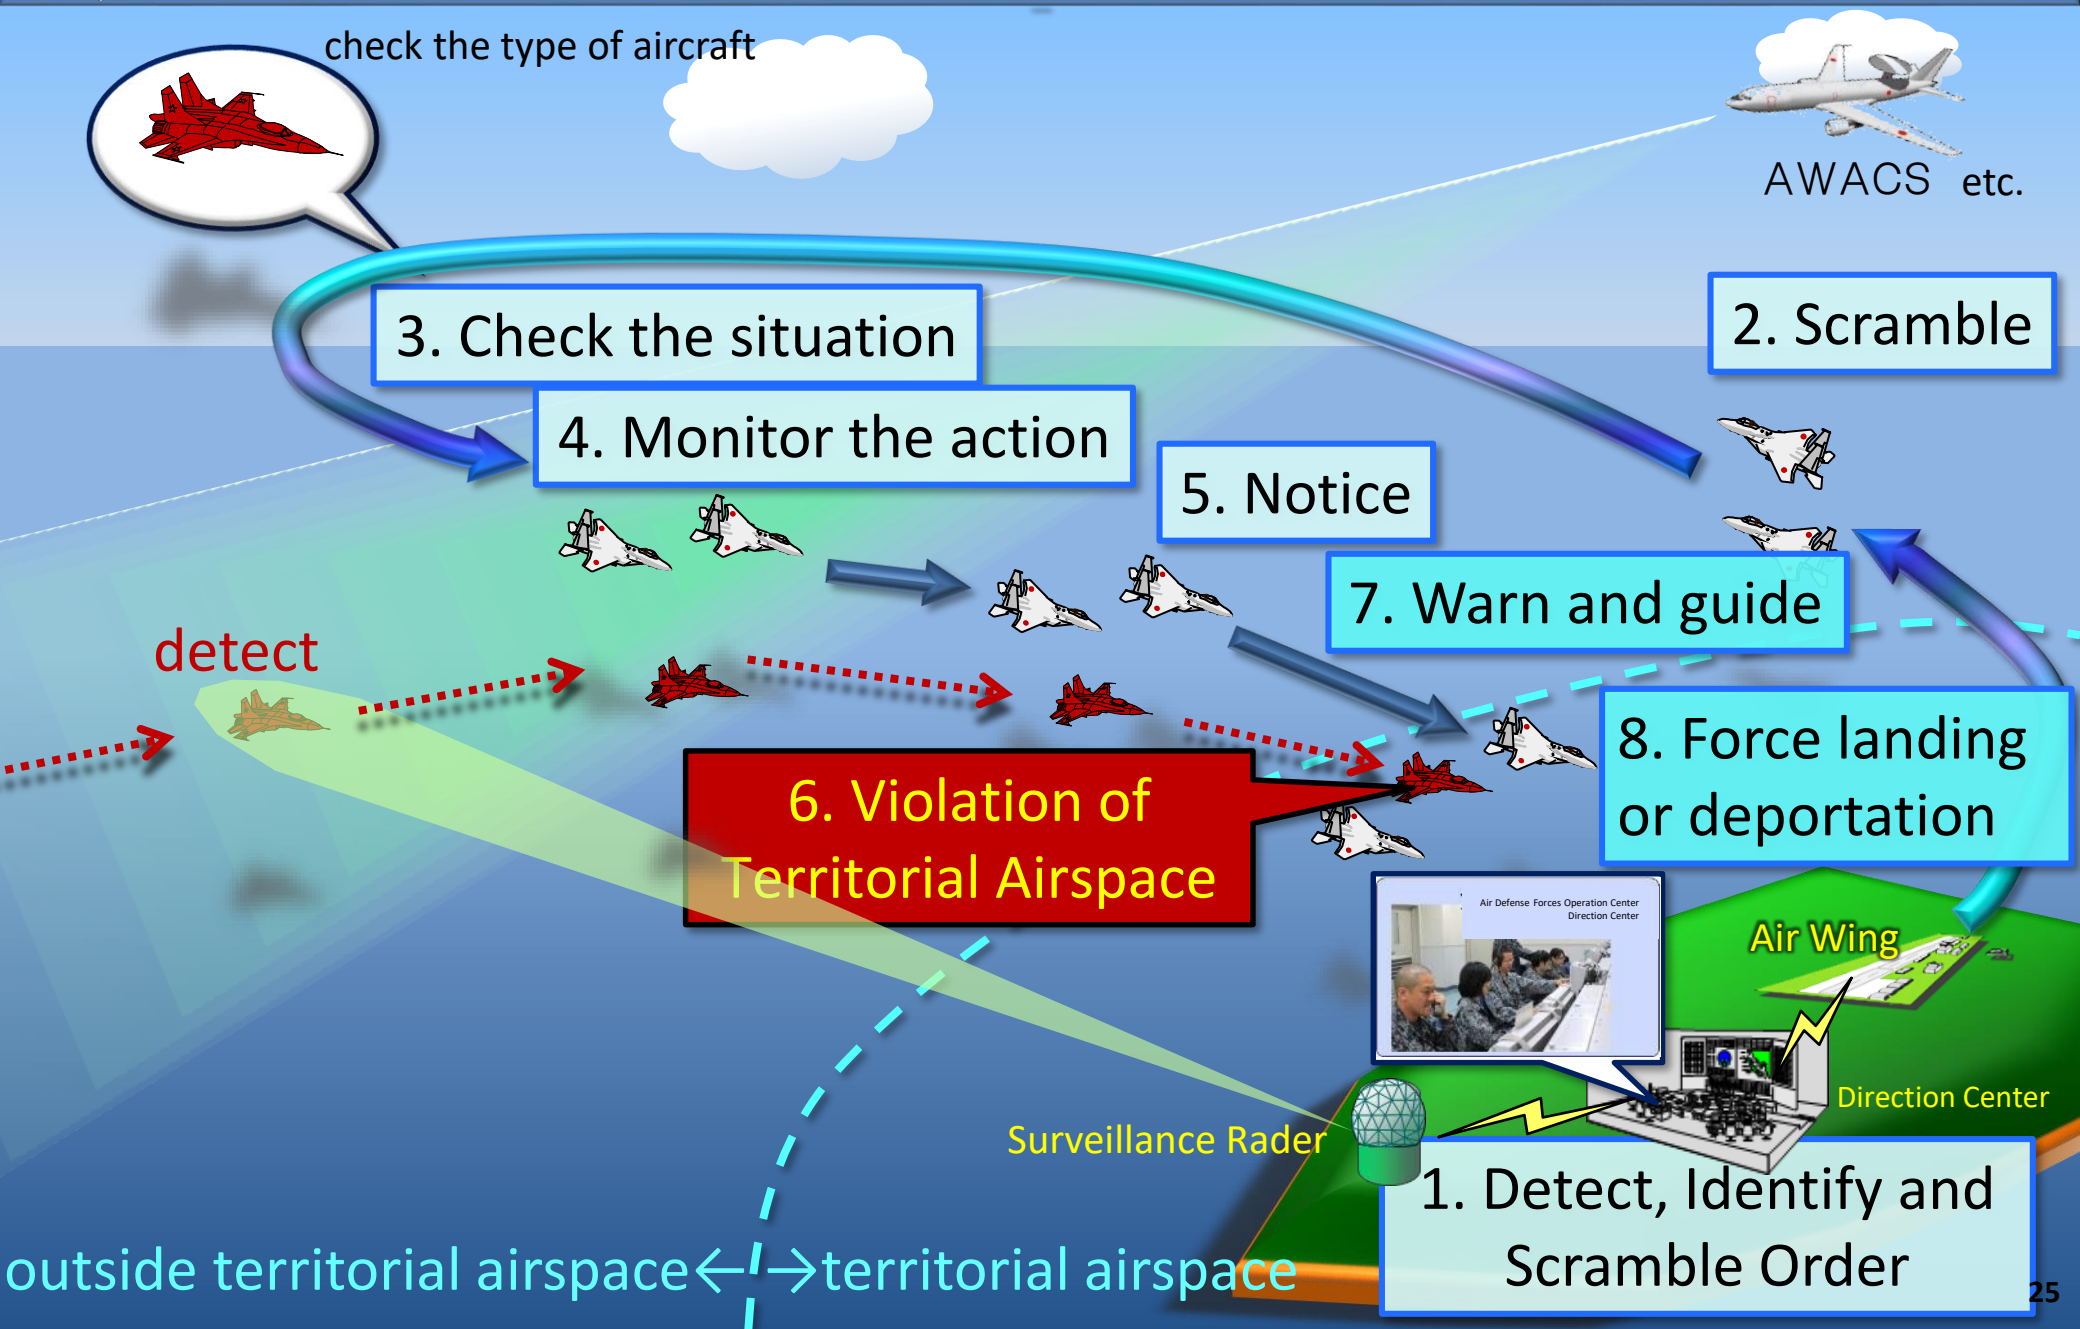 check the type of aircraft
AWACS etc.
2. Scramble
3. Check the situation
4. Monitor the action
5. Notice
7. Warn and guide
detect
8. Force landing
or deportation
6. Violation of
Territorial Airspace
Air Defense Forces Operation Center
Direction Center
Air Wing
Direction Center
Surveillance Rader
1. Detect, Identify and
Scramble Order
outside territorial airspace←→territorial airspace
25